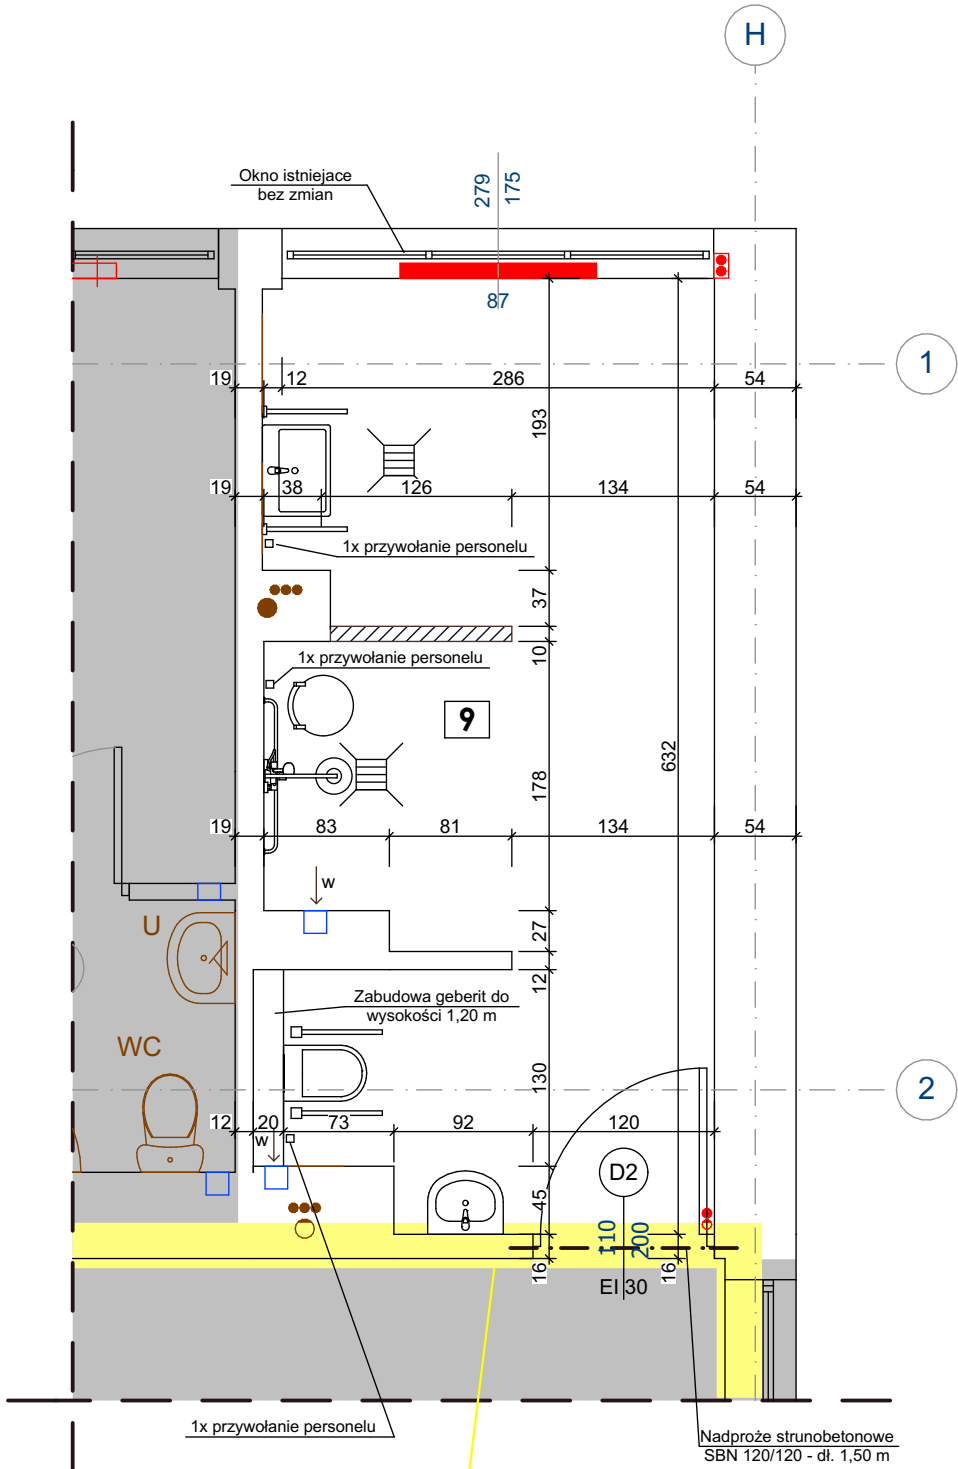 H
Okno istniejace
bez zmian
279
175
87
1
19
12
286
54
193
19
38
126
134
54
1x przywołanie personelu
37
10
1x przywołanie personelu
9
632
178
19
83
81
134
54
w
U
27
12
Zabudowa geberit do
wysokości 1,20 m
WC
130
2
12
20
73
92
120
w
D2
45
110
200
16
16
EI 30
1x przywołanie personelu
Nadproże strunobetonowe
SBN 120/120 - dł. 1,50 m